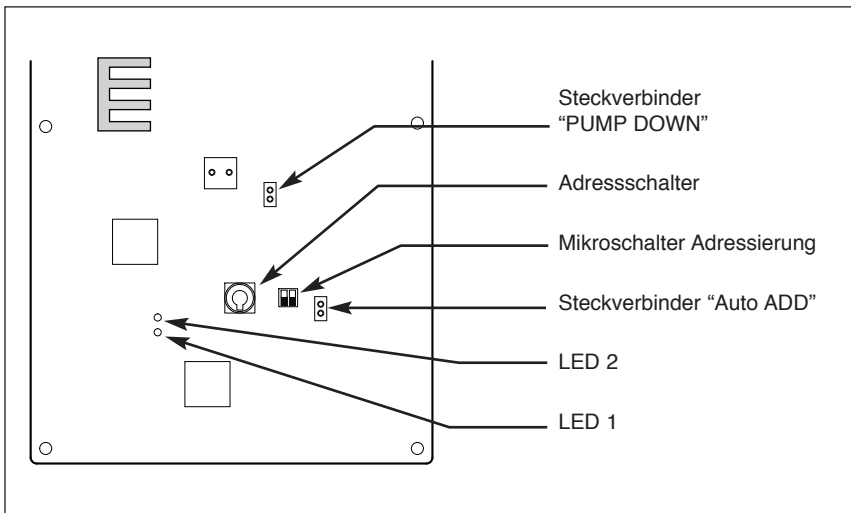 Steckverbinder
“PUMP DOWN”
Adressschalter
Mikroschalter Adressierung
Steckverbinder “Auto ADD”
LED 2
LED 1